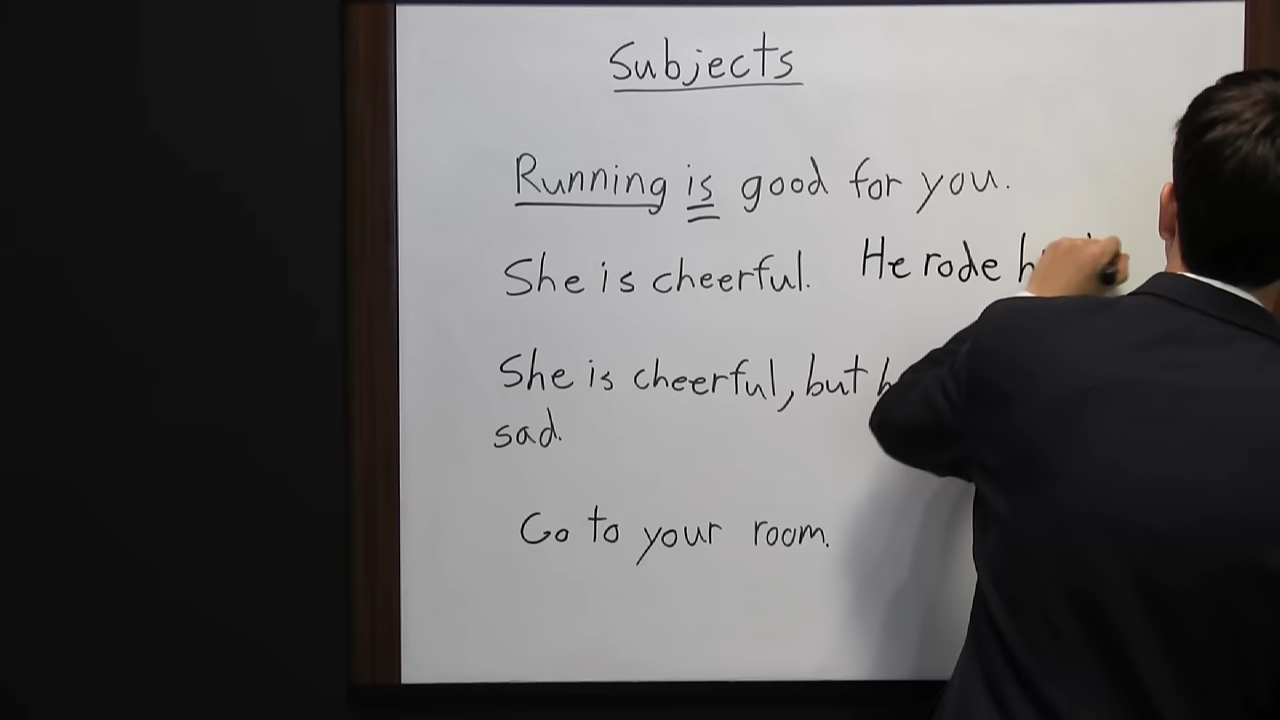 Subjects
Running is good for you.
She is cheerful. He rode
She is cheerful, but
sad.
Go to your room.